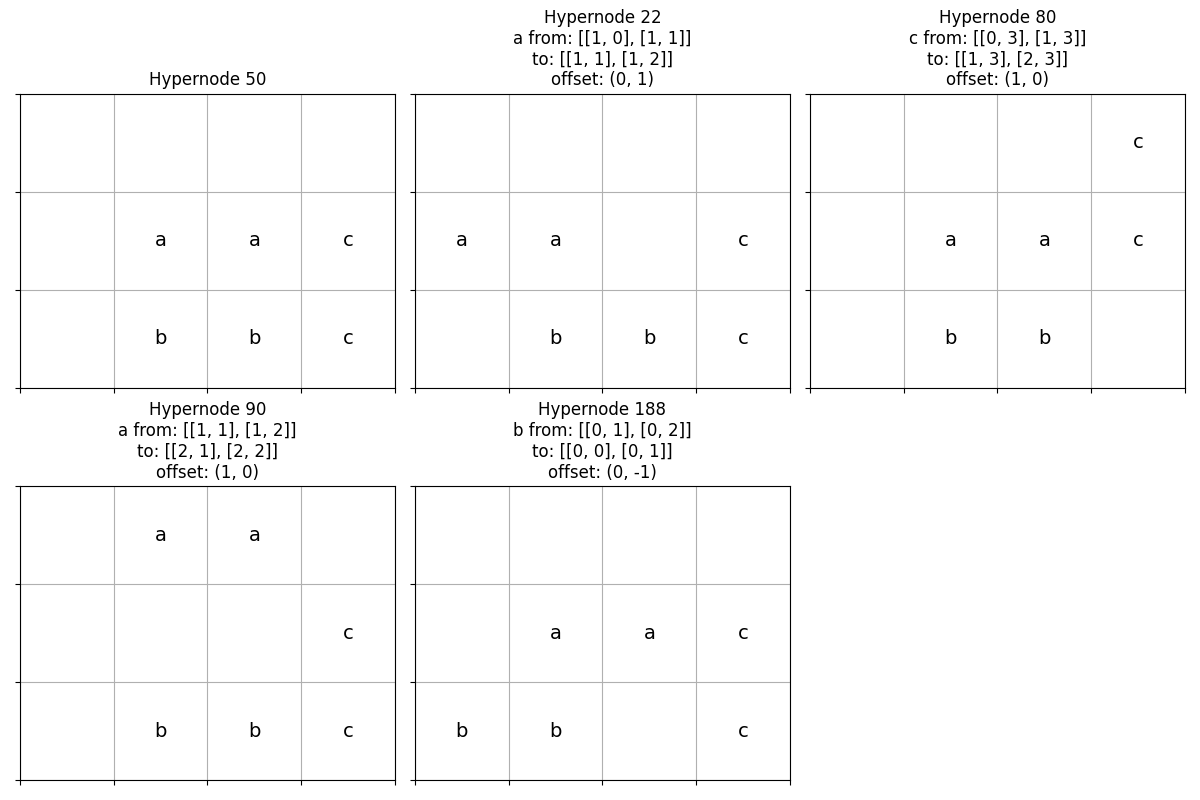 Hypernode 50
a a c
b b c
Hypernode 22
a from: [[1, 0], [1, 1]]
to: [[1, 1], [1, 2]]
offset: (0, 1)
a a c
b b c
Hypernode 80
c from: [[0, 3], [1, 3]]
to: [[1, 3], [2, 3]]
offset: (1, 0)
c
a a c
b b
Hypernode 90
a from: [[1, 1], [1, 2]]
to: [[2, 1], [2, 2]]
offset: (1, 0)
a a
c
b b c
Hypernode 188
b from: [[0, 1], [0, 2]]
to: [[0, 0], [0, 1]]
offset: (0, -1)
a a c
b b c